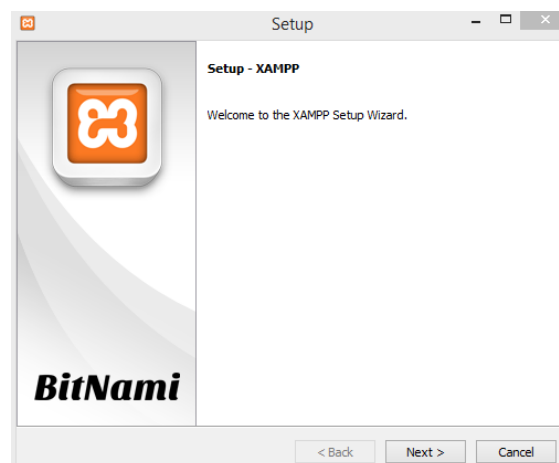 Setup
Setup - XAMPP
Welcome to the XAMPP Setup Wizard.
BitNami
< Back Next > Cancel